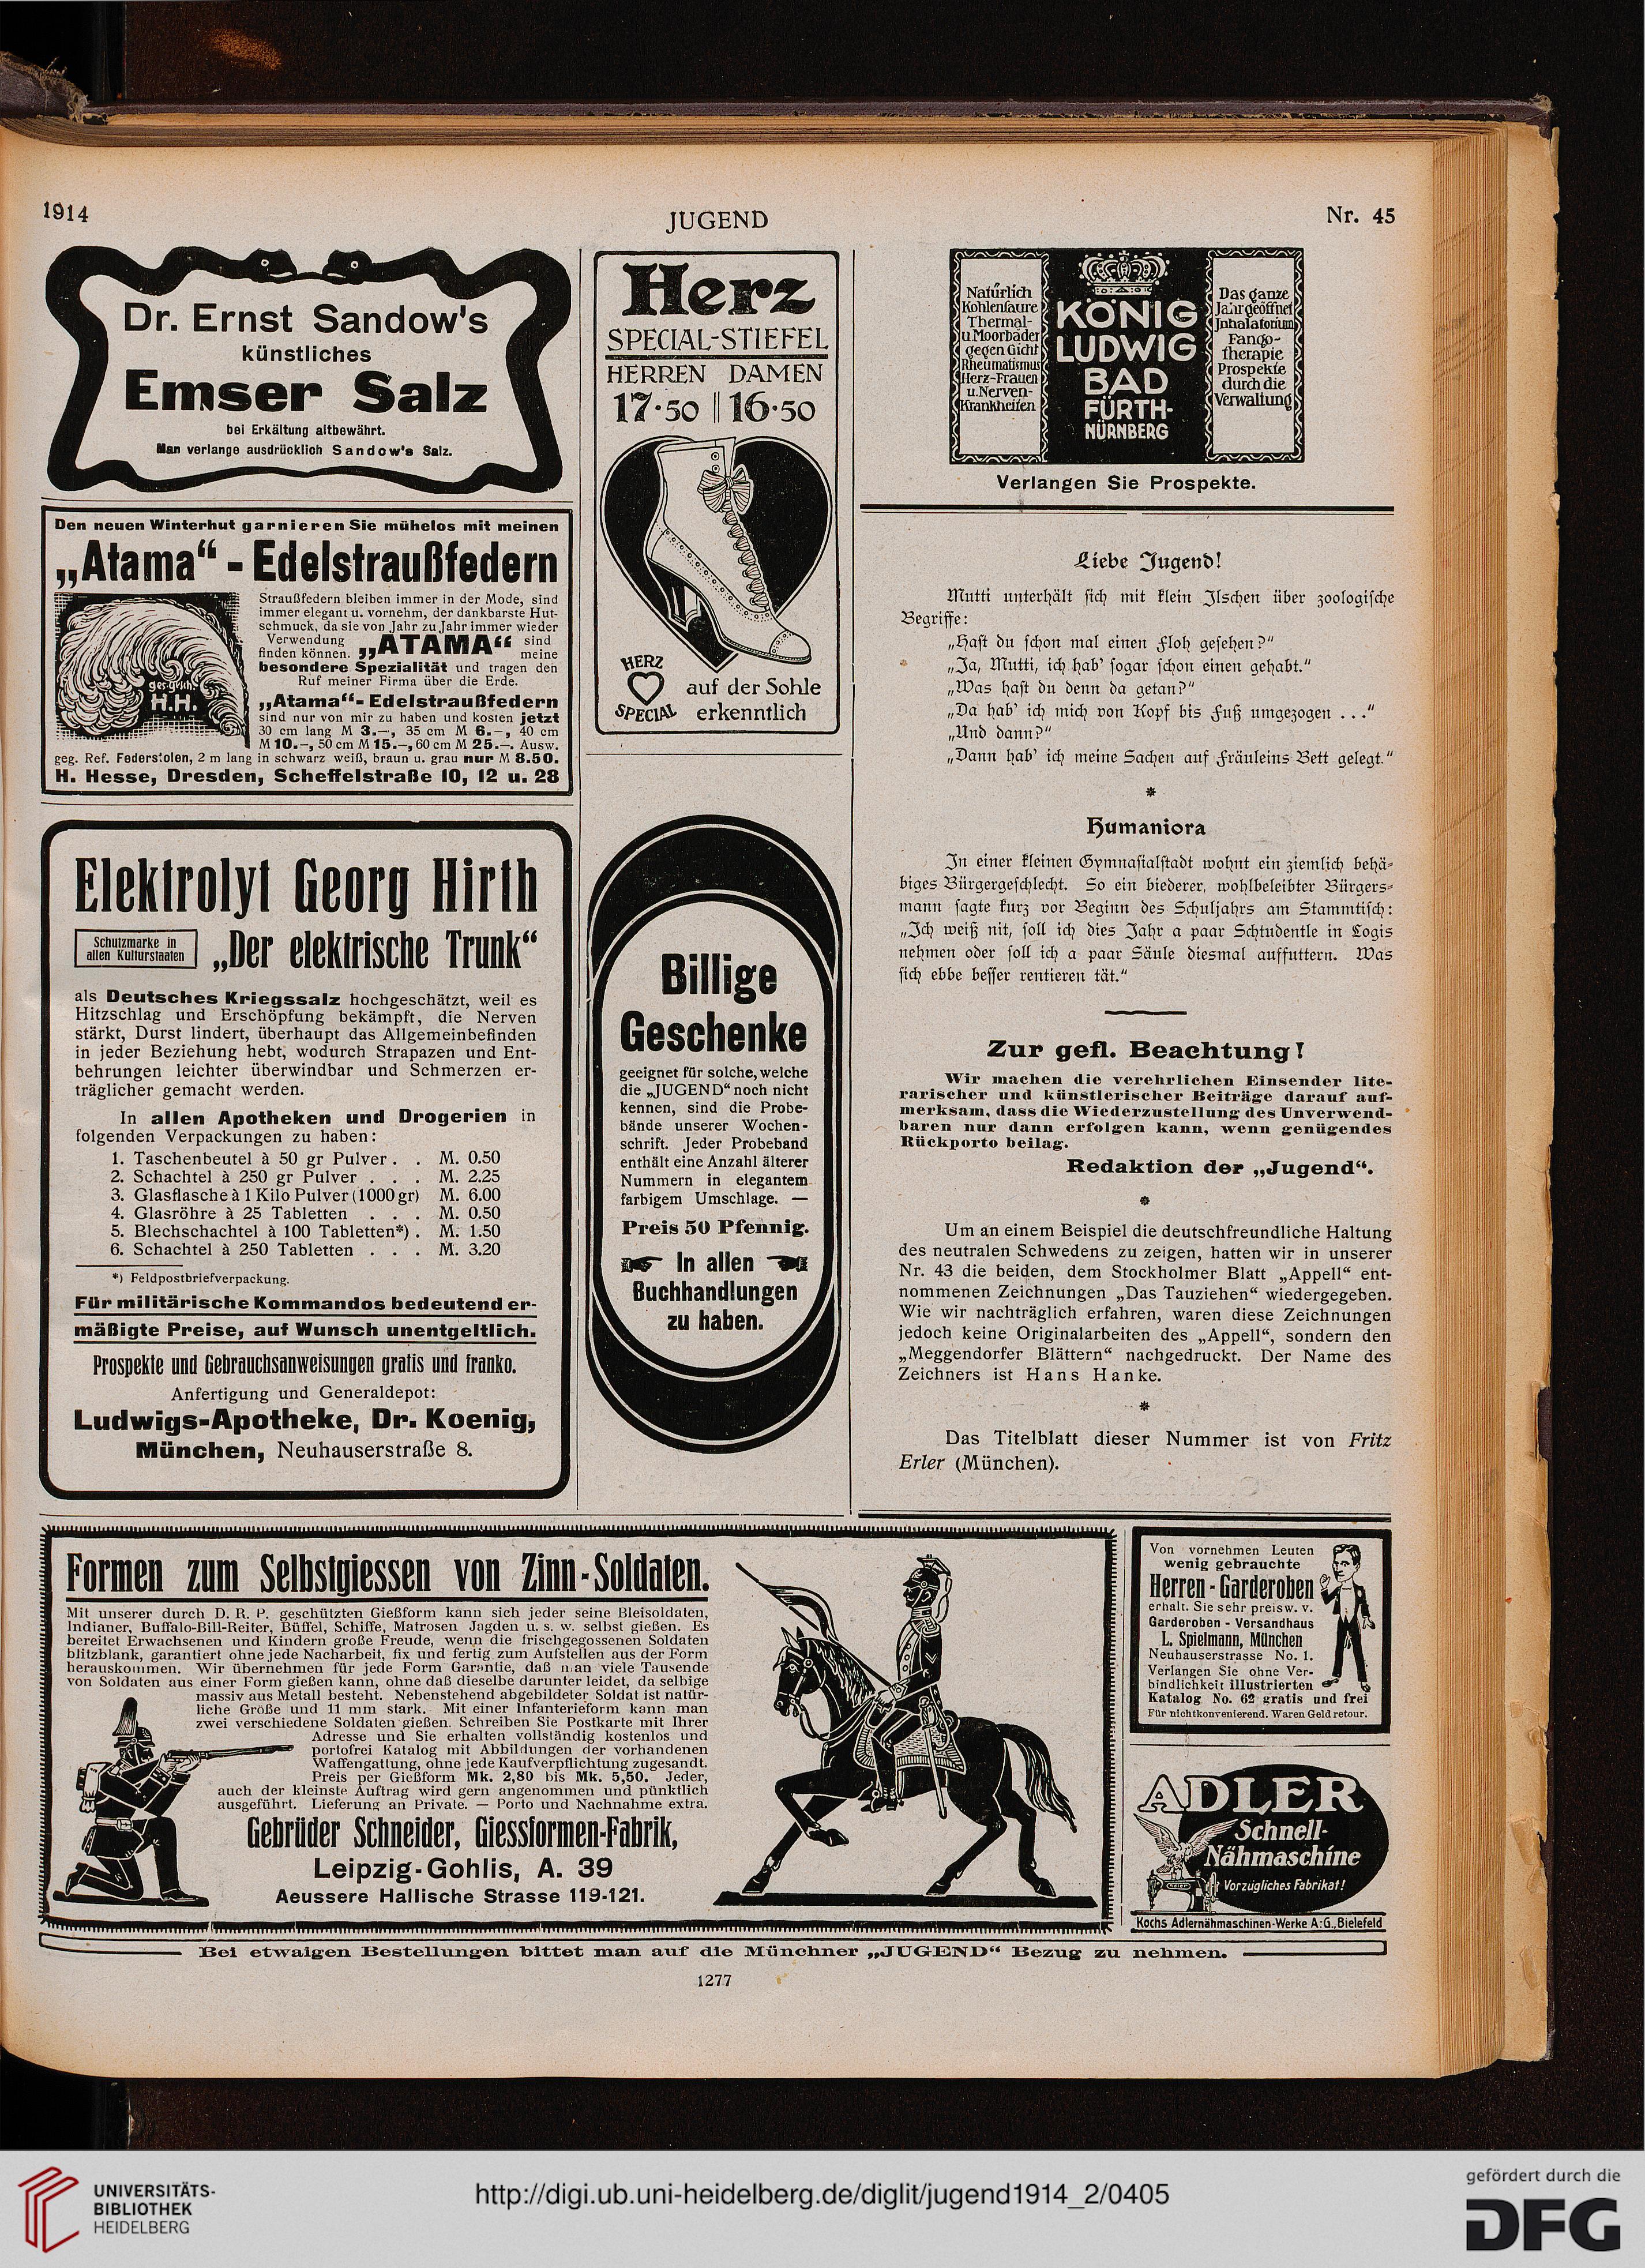 1914
JUGEND
Nr. 45
Dr. Ernst Sandow's
künstliches
Emser Salz
bei Erkältung altbewährt.
Man verlange ausdrücklich Sandow's Salz.
Den neuen Winterhut garnieren Sie mühelos mit meinen
„Atama“ - Edelstraußfedern
Straußfedern bleiben immer in der Mode, sind
immer elegant u. vornehm, der dankbarste Hut-
schmuck, da sie von Jahr zu Jahr immer wieder
Verwendung
finden können. „ATAMA“ sind
meine
besondere Spezialität und tragen den
Ruf meiner Firma über die Erde.
„Atama“-Edelstraußfedern
sind nur von mir zu haben und kosten jetzt
30 cm lang M 3.—, 35 cm M 6.—, 40 cm
M 10.—, 50 cm M 15.—, 60 cm M 25.—. Ausw.
geg. Ref. Federstolen, 2 m lang in schwarz weiß, braun u. grau nur M 8.50.
H. Hesse, Dresden, Scheffelstraße 10, 12 u. 28
ges. gesch.
H.H.
Elektrolyt Georg Hirth
Schutzmarke in
allen Kulturstaaten
„Der elektrische Trunk“
als Deutsches Kriegssalz hochgeschätzt, weil es
Hitzschlag und Erschöpfung bekämpft, die Nerven
stärkt, Durst lindert, überhaupt das Allgemeinbefinden
in jeder Beziehung hebt, wodurch Strapazen und Ent-
behrungen leichter überwindbar und Schmerzen er-
träglicher gemacht werden.
In allen Apotheken und Drogerien in
folgenden Verpackungen zu haben:
1. Taschenbeutel à 50 gr Pulver . . M. 0.50
2. Schachtel à 250 gr Pulver . . . M. 2.25
3. Glasflasche à 1 Kilo Pulver (1000 gr) M. 6.00
4. Glasröhre à 25 Tabletten . . . M. 0.50
5. Blechschachtel à 100 Tabletten*) . M. 1.50
6. Schachtel à 250 Tabletten . . . M. 3.20
*) Feldpostbriefverpackung.
Für militärische Kommandos bedeutend er-
mäßigte Preise, auf Wunsch unentgeltlich.
Prospekte und Gebrauchsanweisungen gratis und franko.
Anfertigung und Generaldepot:
Ludwigs-Apotheke, Dr. Koenig,
München, Neuhauserstraße 8.
Herz
SPECIAL-STIEFEL
HERREN DAMEN
17·50 || 16·50
HERZ
SPECIAL
auf der Sohle
erkenntlich
Billige
Geschenke
geeignet für solche, welche
die „JUGEND“ noch nicht
kennen, sind die Probe-
bände unserer Wochen-
schrift. Jeder Probeband
enthält eine Anzahl älterer
Nummern in elegantem
farbigem Umschlage. —
Preis 50 Pfennig.
In allen
Buchhandlungen
zu haben.
Natürlich
Kohlensaure
Thermal-
u. Moorbäder
gegen Gicht
Rheumatismus
Herz-Frauen
u. Nerven-
Krankheiten
KÖNIG
LUDWIG
BAD
FÜRTH-
NÜRNBERG
Das ganze
Jahr geöffnet
Inhalatorium
Fango-
therapie
Prospekte
durch die
Verwaltung
Verlangen Sie Prospekte.
Liebe Jugend!
Mutti unterhält sich mit klein Ilschen über zoologische
Begriffe:
„Hast du schon mal einen Floh gesehen?“
„Ja, Mutti, ich hab' sogar schon einen gehabt.“
„Was hast du denn da getan?“
„Da hab' ich mich von Kopf bis Fuß umgezogen ...“
„Und dann?“
„Dann hab' ich meine Sachen auf Fräuleins Bett gelegt.“
*
Humaniora
In einer kleinen Gymnasialstadt wohnt ein ziemlich behä-
biges Bürgergeschlecht. So ein biederer, wohlbeleibter Bürgers-
mann sagte kurz vor Beginn des Schuljahrs am Stammtisch:
„Ich weiß nit, soll ich dies Jahr a paar Schtudentle in Logis
nehmen oder soll ich a paar Säule diesmal auffuttern. Was
sich ebbe besser rentieren tät.“
Zur gefl. Beachtung!
Wir machen die verehrlichen Einsender lite-
rarischer und künstlerischer Beiträge darauf auf-
merksam, dass die Wiederzustellung des Unverwend-
baren nur dann erfolgen kann, wenn genügendes
Rückporto beilag.
Redaktion der „Jugend“.
*
Um an einem Beispiel die deutschfreundliche Haltung
des neutralen Schwedens zu zeigen, hatten wir in unserer
Nr. 43 die beiden, dem Stockholmer Blatt „Appell“ ent-
nommenen Zeichnungen „Das Tauziehen“ wiedergegeben.
Wie wir nachträglich erfahren, waren diese Zeichnungen
jedoch keine Originalarbeiten des „Appell“, sondern den
„Meggendorfer Blättern“ nachgedruckt. Der Name des
Zeichners ist Hans Hanke.
*
Das Titelblatt dieser Nummer ist von Fritz
Erler (München).
Formen zum Selbstgiessen von Zinn-Soldaten.
Mit unserer durch D. R. P. geschützten Gießform kann sich jeder seine Bleisoldaten,
Indianer, Buffalo-Bill-Reiter, Büffel, Schiffe, Matrosen Jagden u. s. w. selbst gießen. Es
bereitet Erwachsenen und Kindern große Freude, wenn die frischgegossenen Soldaten
blitzblank, garantiert ohne jede Nacharbeit, fix und fertig zum Aufstellen aus der Form
herauskommen. Wir übernehmen für jede Form Garantie, daß man viele Tausende
von Soldaten aus einer Form gießen kann, ohne daß dieselbe darunter leidet, da selbige
massiv aus Metall besteht. Nebenstehend abgebildeter Soldat ist natür-
liche Größe und 11 mm stark. Mit einer Infanterieform kann man
zwei verschiedene Soldaten gießen. Schreiben Sie Postkarte mit Ihrer
Adresse und Sie erhalten vollständig kostenlos und
portofrei Katalog mit Abbildungen der vorhandenen
Waffengattung, ohne jede Kaufverpflichtung zugesandt.
Preis per Gießform Mk. 2,80 bis Mk. 5,50. Jeder,
auch der kleinste Auftrag wird gern angenommen und pünktlich
ausgeführt. Lieferung an Private. — Porto und Nachnahme extra.
Gebrüder Schneider, Giessformen-Fabrik,
Leipzig-Gohlis, A. 39
Aeussere Hallische Strasse 119-121.
Von vornehmen Leuten
wenig gebrauchte
Herren-Garderoben
erhalt. Sie sehr preisw. v.
Garderoben - Versandhaus
L. Spielmann, München
Neuhauserstrasse No. 1.
Verlangen Sie ohne Ver-
bindlichkeit illustrierten
Katalog No. 62 gratis und frei
Für nichtkonvenierend. Waren Geld retour.
ADLER
Schnell-
Nähmaschine
Vorzügliches Fabrikat!
Kochs Adlernähmaschinen-Werke A:G., Bielefeld
Bei etwaigen Bestellungen bittet man auf die Münchner „JUGEND“ Bezug zu nehmen.
1277
UNIVERSITÄTS-
BIBLIOTHEK
HEIDELBERG
http://digi.ub.uni-heidelberg.de/diglit/jugend1914_2/0405
gefördert durch die
DFG